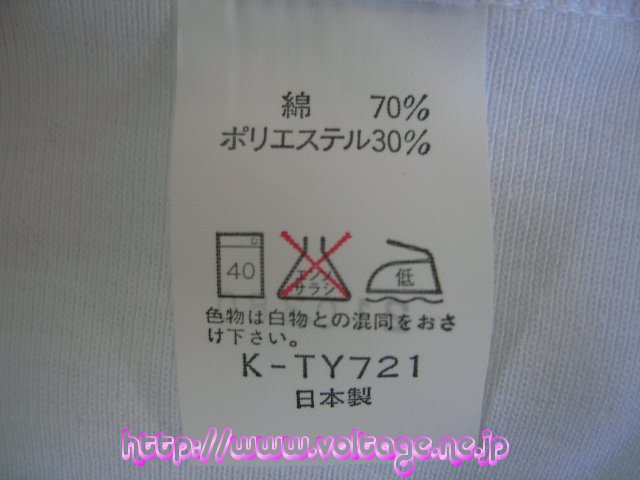 綿 70%
ポリエステル30%
40 エンソサラシ 低
色物は白物との混同をおさ
け下さい。
K-TY721
日本製
http://www.voltage.nc.jp